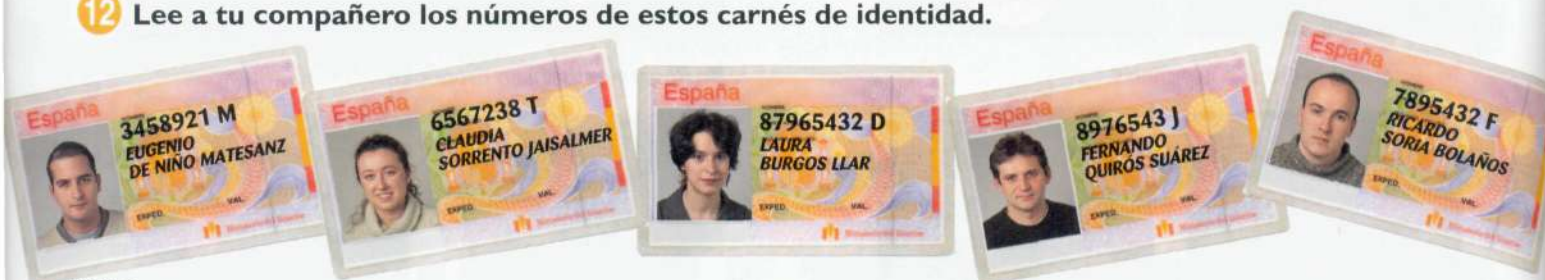 12 Lee a tu compañero los números de estos carnés de identidad.
España
3458921 M
EUGENIO
DE NIÑO MATESANZ
EXPED. VAL.
España
6567238 T
CLAUDIA
SORRENTO JAISALMER
EXPED. VAL.
España
87965432 D
LAURA
BURGOS LLAR
EXPED. VAL.
España
8976543 J
FERNANDO
QUIRÓS SUÁREZ
EXPED. VAL.
España
7895432 F
RICARDO
SORIA BOLAÑOS
EXPED. VAL.